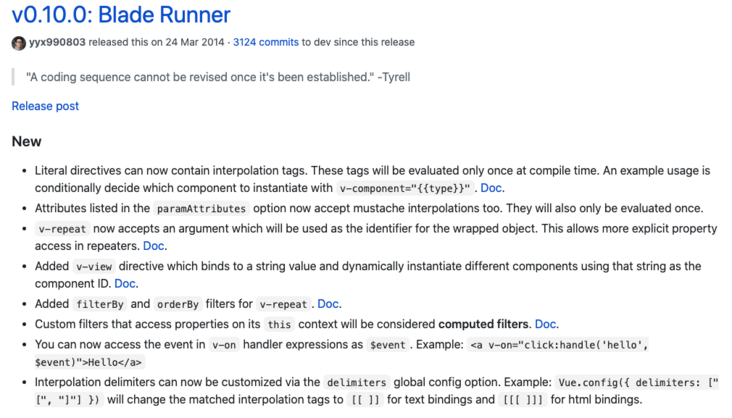 v0.10.0: Blade Runner
yyx990803 released this on 24 Mar 2014 · 3124 commits to dev since this release
"A coding sequence cannot be revised once it's been established." -Tyrell
Release post
New
• Literal directives can now contain interpolation tags. These tags will be evaluated only once at compile time. An example usage is
conditionally decide which component to instantiate with v-component="{{type}}" . Doc.
• Attributes listed in the paramAttributes option now accept mustache interpolations too. They will also only be evaluated once.
• v-repeat now accepts an argument which will be used as the identifier for the wrapped object. This allows more explicit property
access in repeaters. Doc.
• Added v-view directive which binds to a string value and dynamically instantiate different components using that string as the
component ID. Doc.
• Added filterBy and orderBy filters for v-repeat . Doc.
• Custom filters that access properties on its this context will be considered computed filters. Doc.
• You can now access the event in v-on handler expressions as $event . Example: <a v-on="click:handle('hello',
$event)">Hello</a>
• Interpolation delimiters can now be customized via the delimiters global config option. Example: Vue.config({ delimiters: ["
[", "]"] }) will change the matched interpolation tags to [[ ]] for text bindings and [[[ ]]] for html bindings.